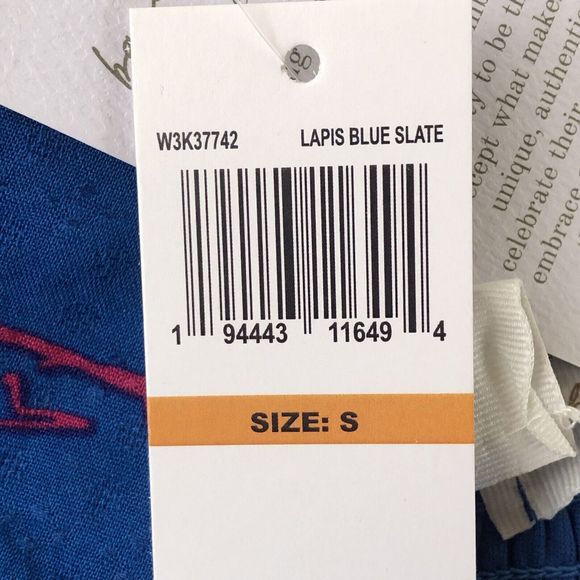 W3K37742 LAPIS BLUE SLATE
1 94443 11649 4
SIZE: S
to be th
accept what make
unique, authenti
celebrate their
embrace